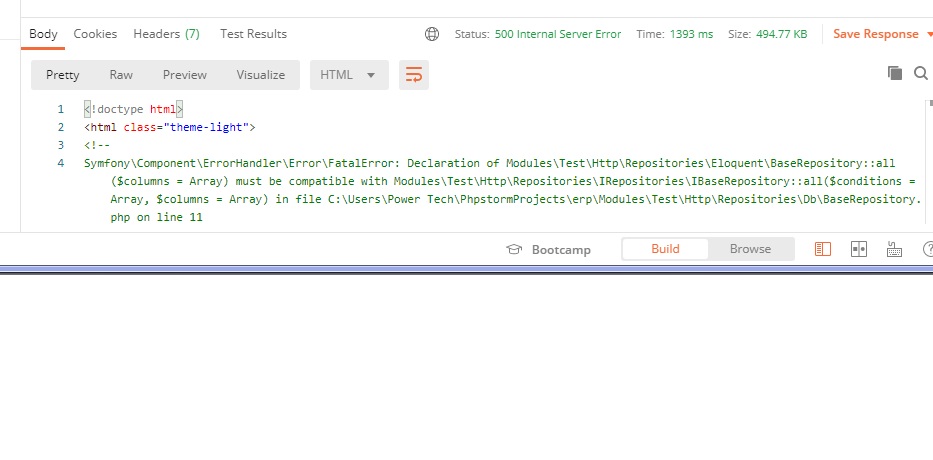 Body Cookies Headers (7) Test Results Status: 500 Internal Server Error Time: 1393 ms Size: 494.77 KB Save Response
Pretty Raw Preview Visualize HTML
1 <!doctype html>
2 <html class="theme-light">
3 <!--
4 Symfony\Component\ErrorHandler\Error\FatalError: Declaration of Modules\Test\Http\Repositories\Eloquent\BaseRepository::all
($columns = Array) must be compatible with Modules\Test\Http\Repositories\IRepositories\IBaseRepository::all($conditions =
Array, $columns = Array) in file C:\Users\Power Tech\PhpstormProjects\erp\Modules\Test\Http\Repositories\Db\BaseRepository.
php on line 11
Bootcamp Build Browse